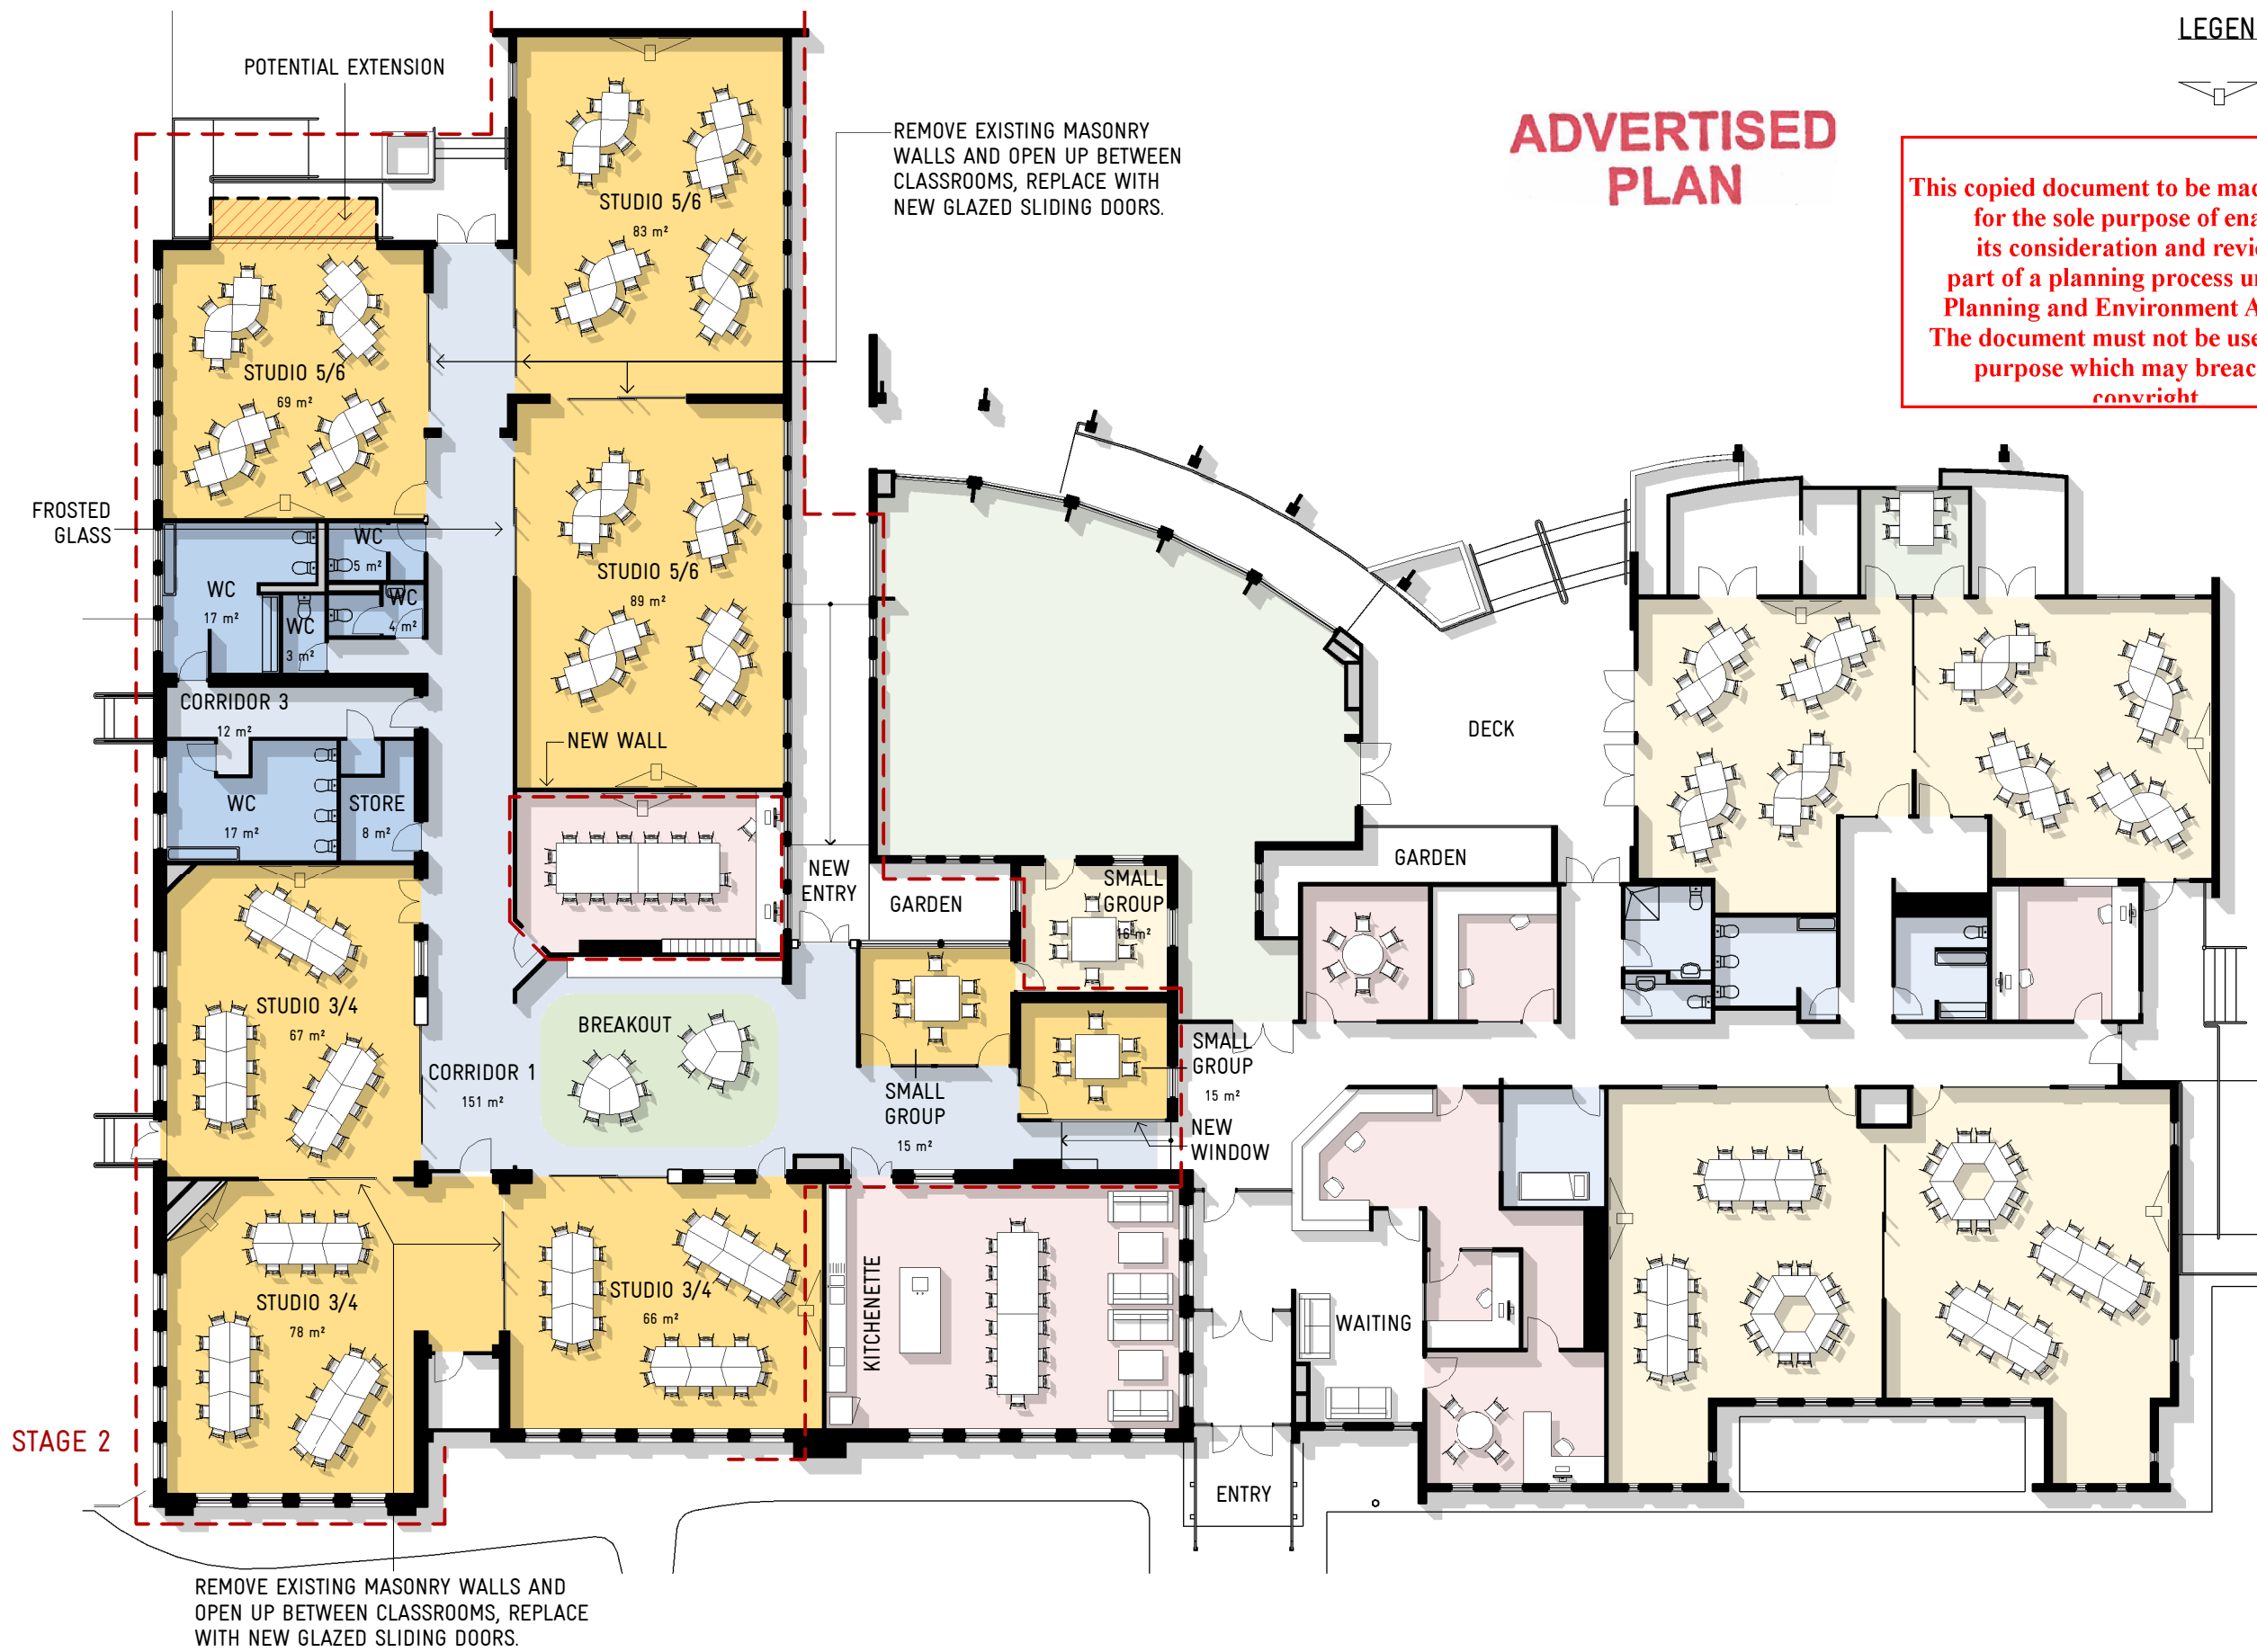 LEGEN
POTENTIAL EXTENSION
ADVERTISED
PLAN
REMOVE EXISTING MASONRY
WALLS AND OPEN UP BETWEEN
CLASSROOMS, REPLACE WITH
NEW GLAZED SLIDING DOORS.
This copied document to be mad
for the sole purpose of ena
its consideration and revi
part of a planning process u
Planning and Environment A
The document must not be use
purpose which may breac
copyright
STUDIO 5/6
83 m²
STUDIO 5/6
69 m²
FROSTED
GLASS
WC
5 m²
WC
17 m²
WC
4 m²
WC
3 m²
STUDIO 5/6
89 m²
CORRIDOR 3
12 m²
NEW WALL
DECK
WC
17 m²
STORE
8 m²
NEW
ENTRY
GARDEN
SMALL
GROUP
16 m²
GARDEN
STUDIO 3/4
67 m²
BREAKOUT
CORRIDOR 1
151 m²
SMALL
GROUP
15 m²
SMALL
GROUP
15 m²
NEW
WINDOW
STUDIO 3/4
78 m²
STUDIO 3/4
66 m²
KITCHENETTE
WAITING
STAGE 2
ENTRY
REMOVE EXISTING MASONRY WALLS AND
OPEN UP BETWEEN CLASSROOMS, REPLACE
WITH NEW GLAZED SLIDING DOORS.